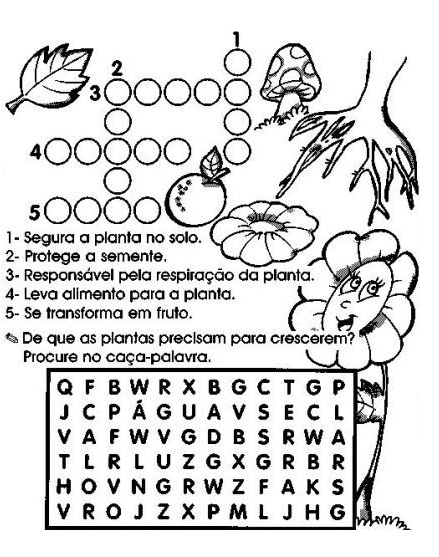 1
2
3
4
5
1- Segura a planta no solo.
2- Protege a semente.
3- Responsável pela respiração da planta.
4- Leva alimento para a planta.
5- Se transforma em fruto.
✎ De que as plantas precisam para crescerem?
Procure no caça-palavra.
Q F B W R X B G C T G P
J C P Á G U A V S E C L
V A F W V G D B S R W A
T L R L U Z G X G R B R
H O V N G R W Z F A K S
V R O J Z X P M L J H G